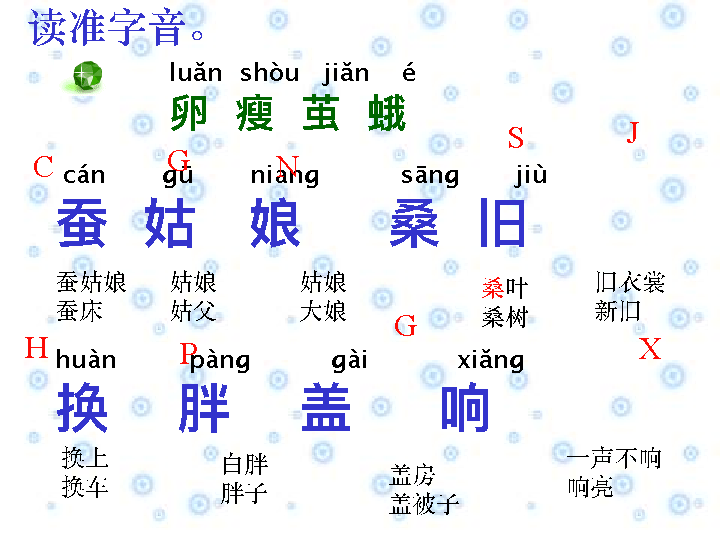 读准字音。
luǎn shòu jiǎn é
卵 瘦 茧 蛾
S J
C G N
cán gū niáng sāng jiù
蚕 姑 娘 桑 旧
蚕姑娘 姑娘 姑娘 桑叶 旧衣裳
蚕床 姑父 大娘 桑树 新旧
H P G X
huàn pàng gài xiǎng
换 胖 盖 响
换上 白胖 盖房 一声不响
换车 胖子 盖被子 响亮